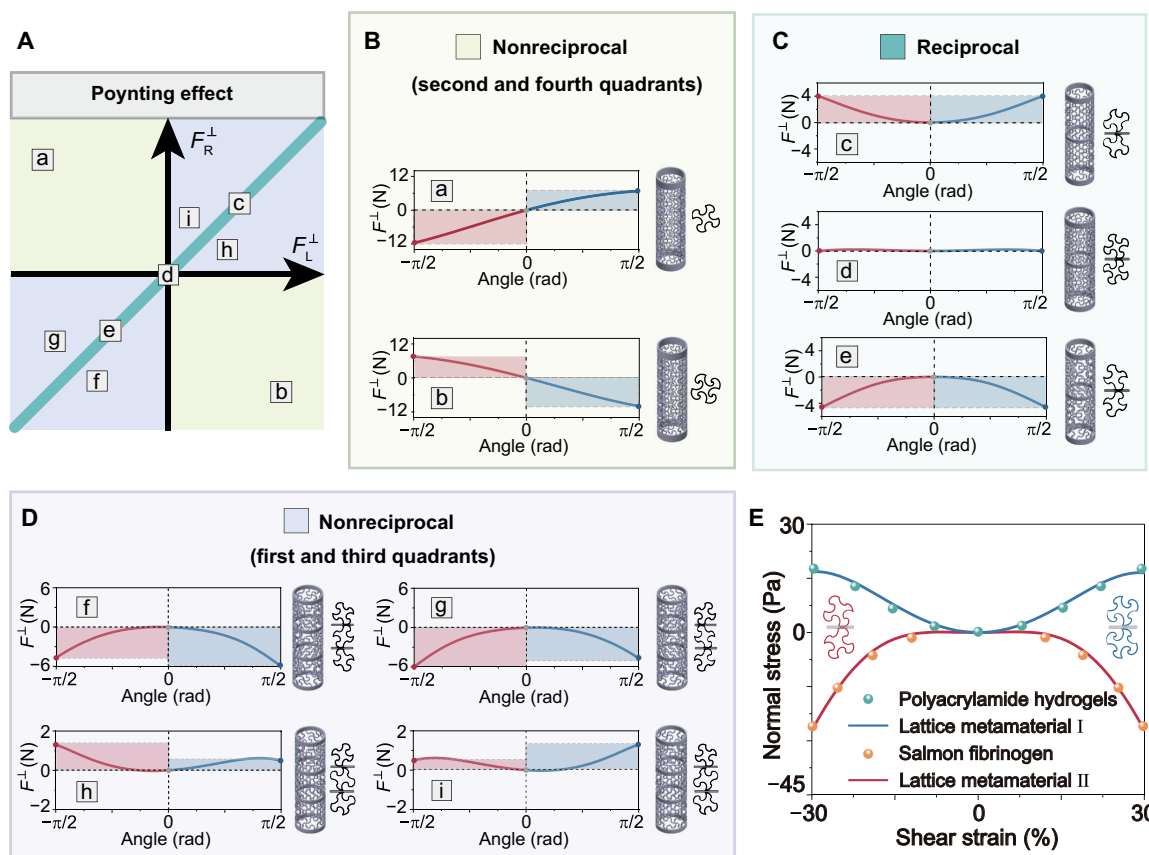 A
Poynting effect
F⊥R
F⊥L
a
c
i
h
d
e
g
f
b
B
Nonreciprocal
(second and fourth quadrants)
F⊥ (N)
12
0
−12
a
−π/2
0
π/2
Angle (rad)
F⊥ (N)
12
0
−12
b
−π/2
0
π/2
Angle (rad)
C
Reciprocal
F⊥ (N)
4
0
−4
c
−π/2
0
π/2
Angle (rad)
F⊥ (N)
4
0
−4
d
−π/2
0
π/2
Angle (rad)
F⊥ (N)
4
0
−4
e
−π/2
0
π/2
Angle (rad)
D
Nonreciprocal
(first and third quadrants)
F⊥ (N)
6
0
−6
f
−π/2
0
π/2
Angle (rad)
F⊥ (N)
6
0
−6
g
−π/2
0
π/2
Angle (rad)
F⊥ (N)
2
0
−2
h
−π/2
0
π/2
Angle (rad)
F⊥ (N)
2
0
−2
i
−π/2
0
π/2
Angle (rad)
E
Normal stress (Pa)
30
0
−45
Polyacrylamide hydrogels
Lattice metamaterial I
Salmon fibrinogen
Lattice metamaterial II
−30
0
30
Shear strain (%)